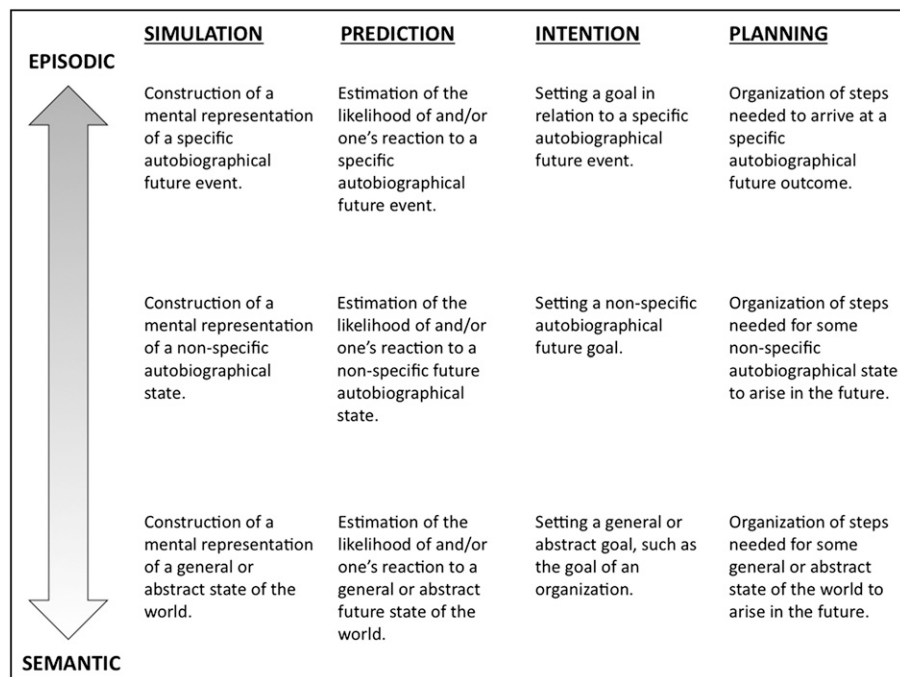 SIMULATION
PREDICTION
INTENTION
PLANNING
EPISODIC
Construction of a
mental representation
of a specific
autobiographical
future event.
Estimation of the
likelihood of and/or
one's reaction to a
specific
autobiographical
future event.
Setting a goal in
relation to a specific
autobiographical
future event.
Organization of steps
needed to arrive at a
specific
autobiographical
future outcome.
Construction of a
mental representation
of a non-specific
autobiographical
state.
Estimation of the
likelihood of and/or
one's reaction to a
non-specific future
autobiographical
state.
Setting a non-specific
autobiographical
future goal.
Organization of steps
needed for some
non-specific
autobiographical state
to arise in the future.
Construction of a
mental representation
of a general or
abstract state of the
world.
Estimation of the
likelihood of and/or
one's reaction to a
general or abstract
future state of the
world.
Setting a general or
abstract goal, such as
the goal of an
organization.
Organization of steps
needed for some
general or abstract
state of the world to
arise in the future.
SEMANTIC